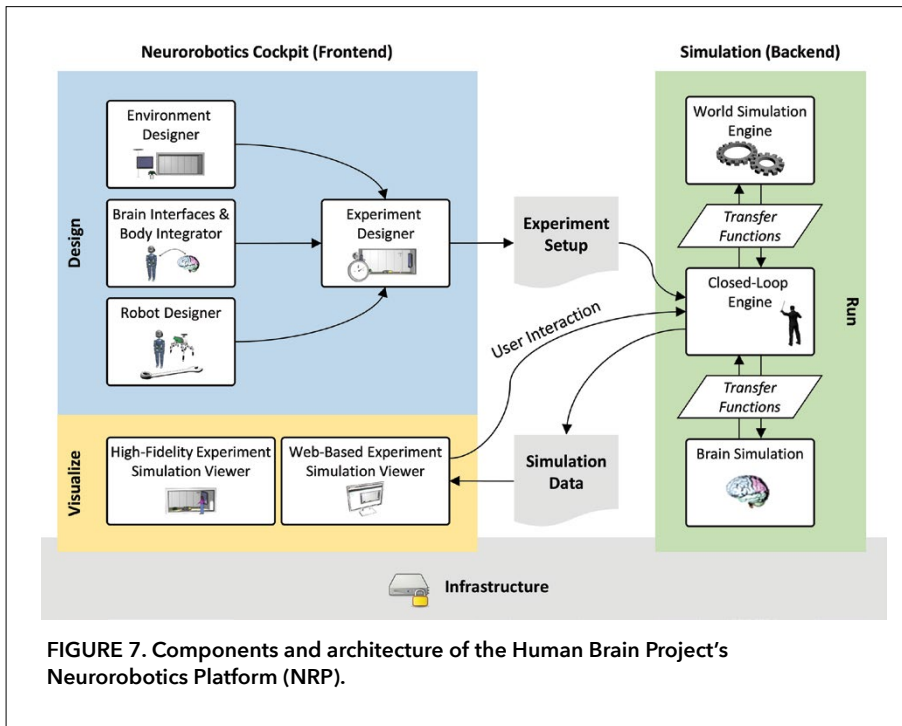 Neurorobotics Cockpit (Frontend)
Simulation (Backend)
Design
Environment
Designer
Brain Interfaces &
Body Integrator
Robot Designer
Experiment
Designer
Experiment
Setup
User Interaction
World Simulation
Engine
Transfer
Functions
Closed-Loop
Engine
Run
Transfer
Functions
Brain Simulation
Visualize
High-Fidelity Experiment
Simulation Viewer
Web-Based Experiment
Simulation Viewer
Simulation
Data
Infrastructure
FIGURE 7. Components and architecture of the Human Brain Project’s
Neurorobotics Platform (NRP).